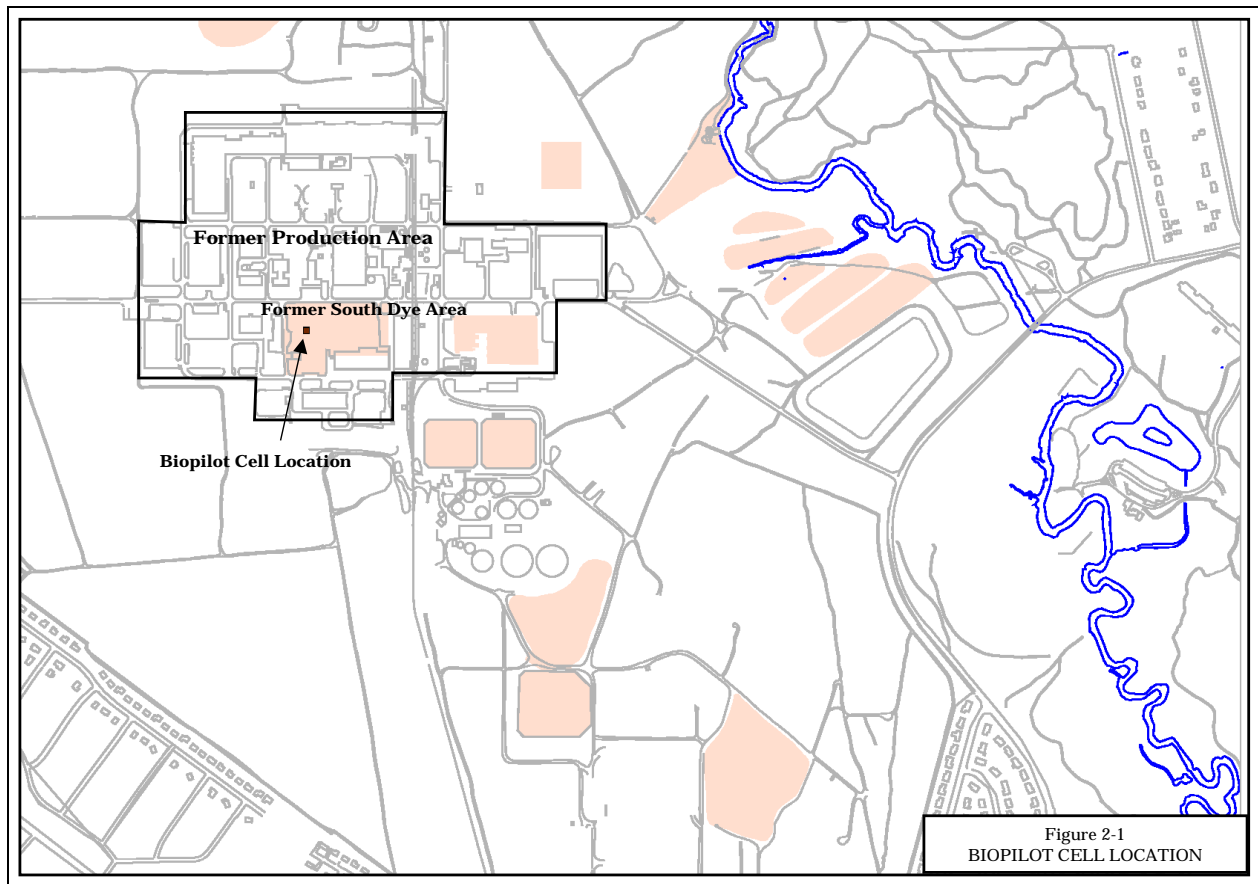 Former Production Area
Former South Dye Area
Biopilot Cell Location
Figure 2-1
BIOPILOT CELL LOCATION